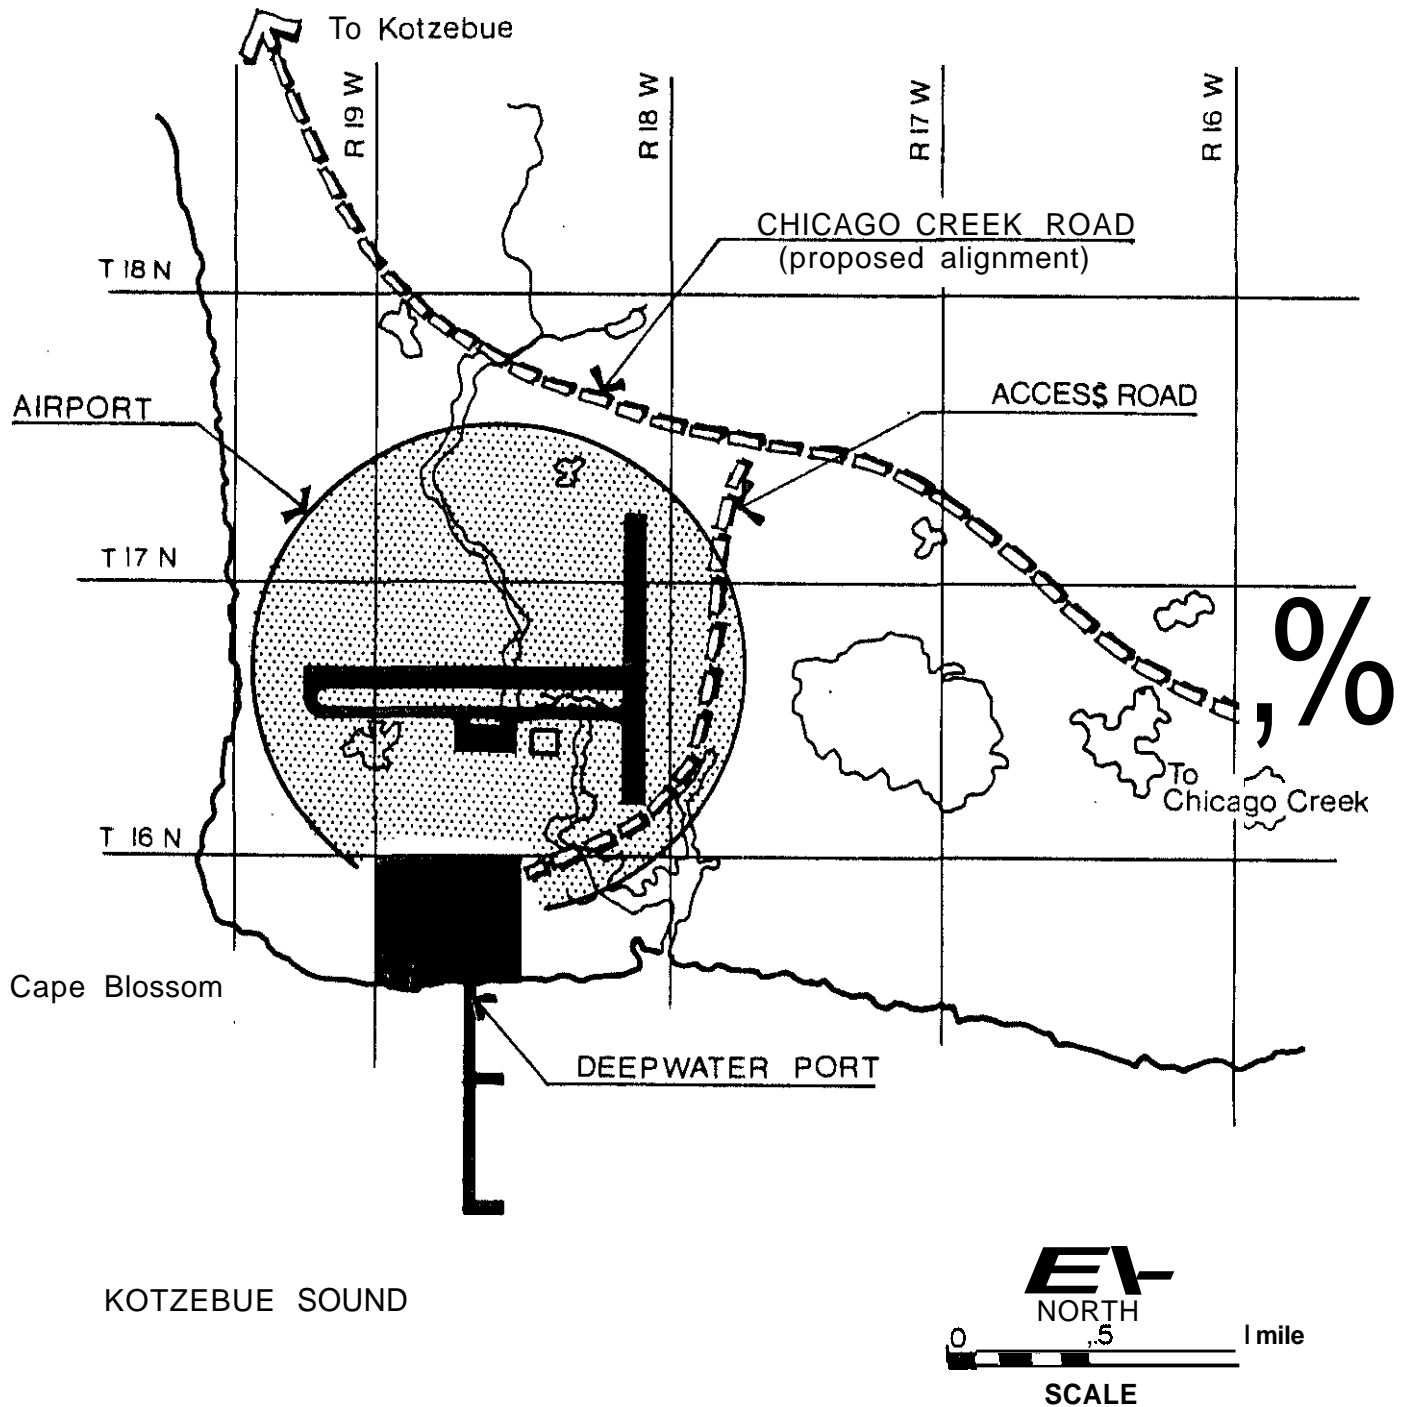 To Kotzebue
R 19 W
R 18 W
R 17 W
R 16 W
CHICAGO CREEK ROAD
(proposed alignment)
T 18 N
ACCESS ROAD
AIRPORT
T 17 N
,%
To
Chicago Creek
T 16 N
Cape Blossom
DEEPWATER PORT
KOTZEBUE SOUND
NORTH
0 .5 1 mile
SCALE